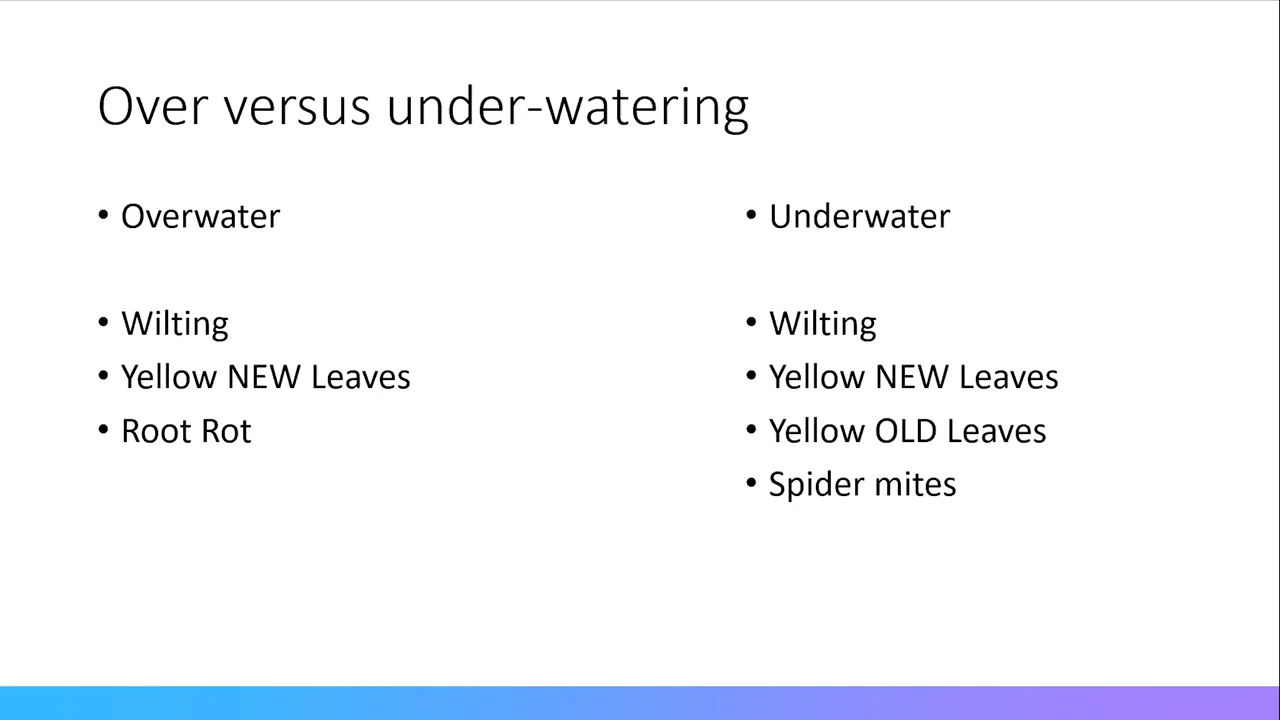 Over versus under-watering
• Overwater
• Wilting
• Yellow NEW Leaves
• Root Rot
• Underwater
• Wilting
• Yellow NEW Leaves
• Yellow OLD Leaves
• Spider mites